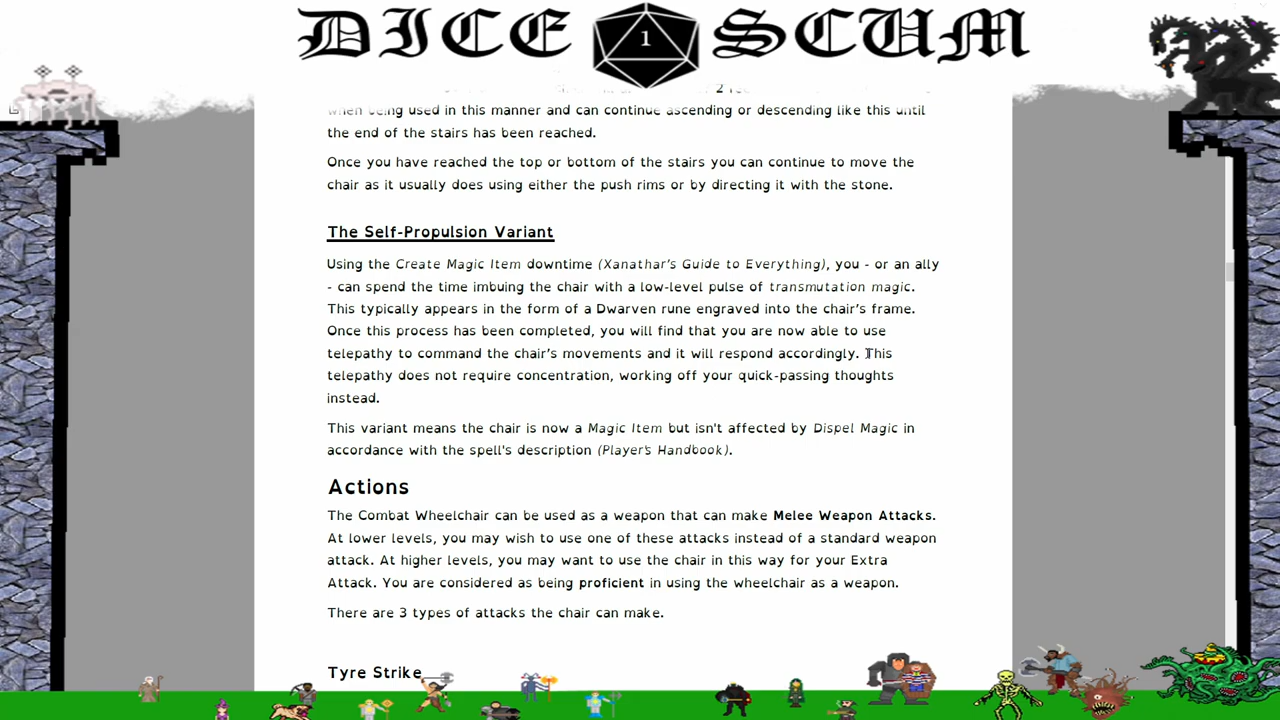 DICE 1 SCUM
when being used in this manner and can continue ascending or descending like this until
the end of the stairs has been reached.
Once you have reached the top or bottom of the stairs you can continue to move the
chair as it usually does using either the push rims or by directing it with the stone.
The Self-Propulsion Variant
Using the Create Magic Item downtime (Xanathar's Guide to Everything), you - or an ally
- can spend the time imbuing the chair with a low-level pulse of transmutation magic.
This typically appears in the form of a Dwarven rune engraved into the chair's frame.
Once this process has been completed, you will find that you are now able to use
telepathy to command the chair's movements and it will respond accordingly. This
telepathy does not require concentration, working off your quick-passing thoughts
instead.
This variant means the chair is now a Magic Item but isn't affected by Dispel Magic in
accordance with the spell's description (Player's Handbook).
Actions
The Combat Wheelchair can be used as a weapon that can make Melee Weapon Attacks.
At lower levels, you may wish to use one of these attacks instead of a standard weapon
attack. At higher levels, you may want to use the chair in this way for your Extra
Attack. You are considered as being proficient in using the wheelchair as a weapon.
There are 3 types of attacks the chair can make.
Tyre Strike